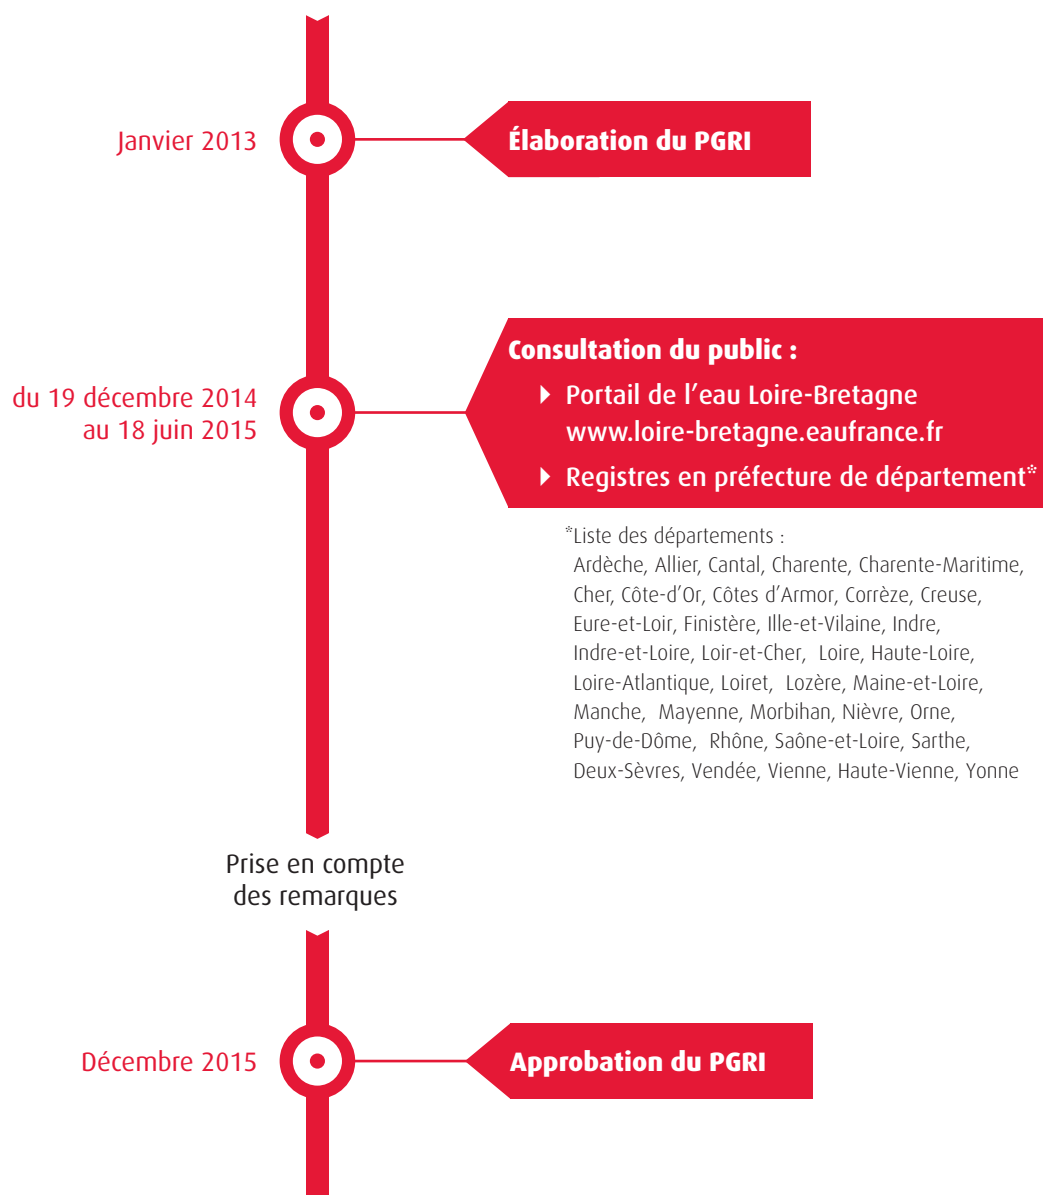 Janvier 2013
Élaboration du PGRI
du 19 décembre 2014
au 18 juin 2015
Consultation du public :
Portail de l'eau Loire-Bretagne
www.loire-bretagne.eaufrance.fr
Registres en préfecture de département*
*Liste des départements :
Ardèche, Allier, Cantal, Charente, Charente-Maritime,
Cher, Côte-d'Or, Côtes d'Armor, Corrèze, Creuse,
Eure-et-Loir, Finistère, Ille-et-Vilaine, Indre,
Indre-et-Loire, Loir-et-Cher, Loire, Haute-Loire,
Loire-Atlantique, Loiret, Lozère, Maine-et-Loire,
Manche, Mayenne, Morbihan, Nièvre, Orne,
Puy-de-Dôme, Rhône, Saône-et-Loire, Sarthe,
Deux-Sèvres, Vendée, Vienne, Haute-Vienne, Yonne
Prise en compte
des remarques
Décembre 2015
Approbation du PGRI